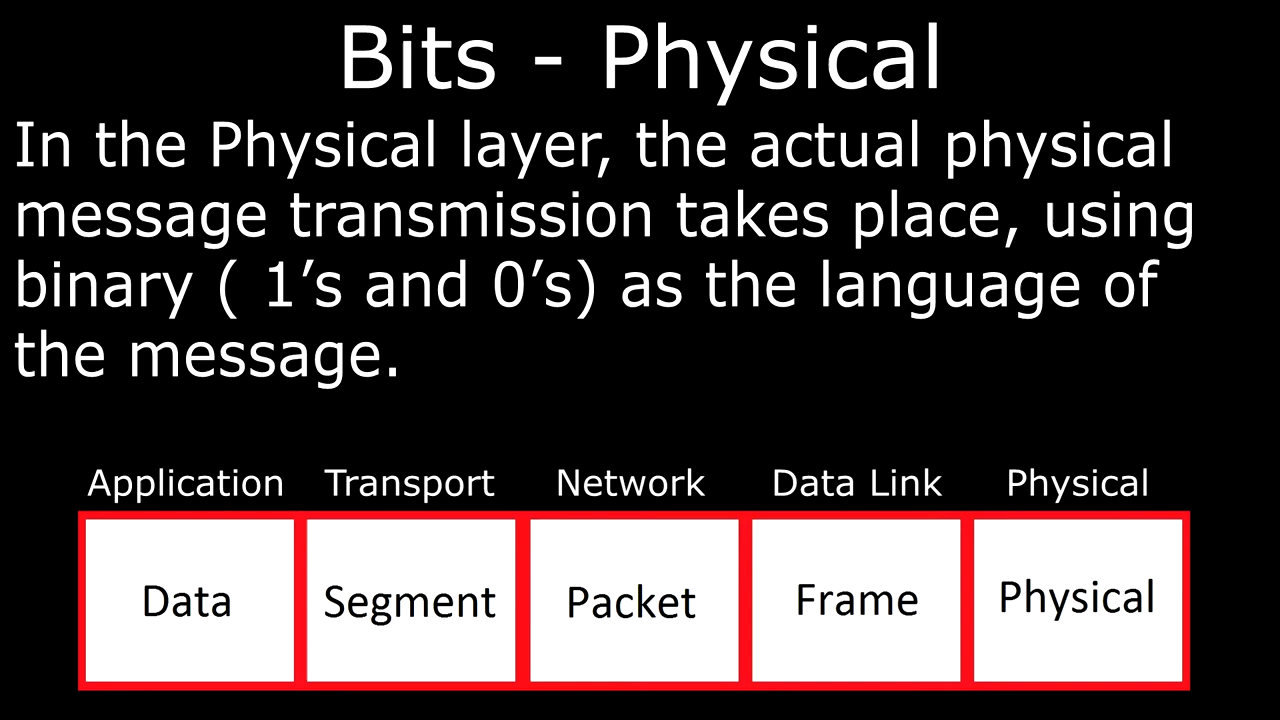 Bits - Physical
In the Physical layer, the actual physical
message transmission takes place, using
binary ( 1’s and 0’s) as the language of
the message.
Application Transport Network Data Link Physical
Data Segment Packet Frame Physical